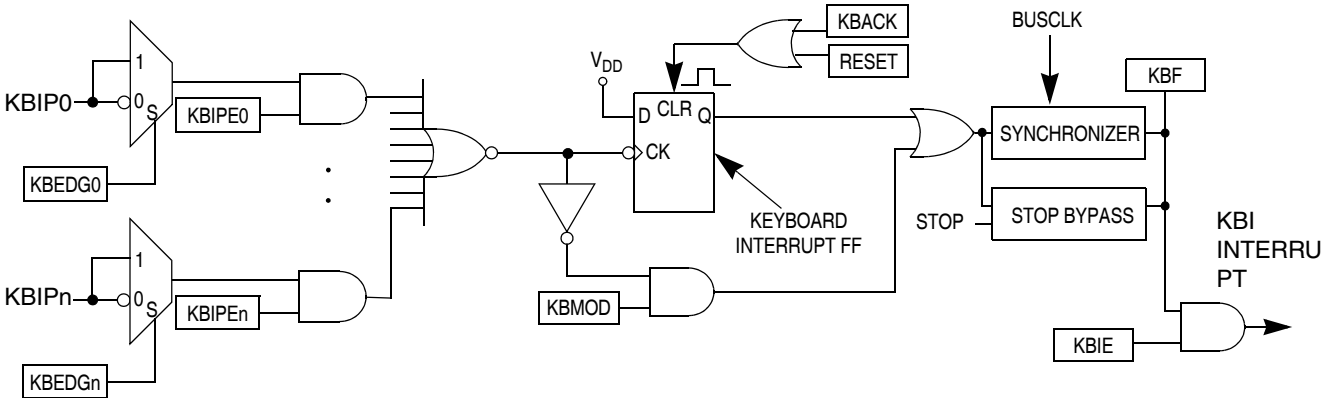 KBACK
RESET
BUSCLK
VDD
KBF
1
KBIP0
0
S
KBIPE0
D CLR Q
CK
SYNCHRONIZER
KBEDG0
KEYBOARD
INTERRUPT FF
STOP
STOP BYPASS
KBI
INTERRU
PT
1
KBIPn
0
S
KBIPEn
KBMOD
KBIE
KBEDGn